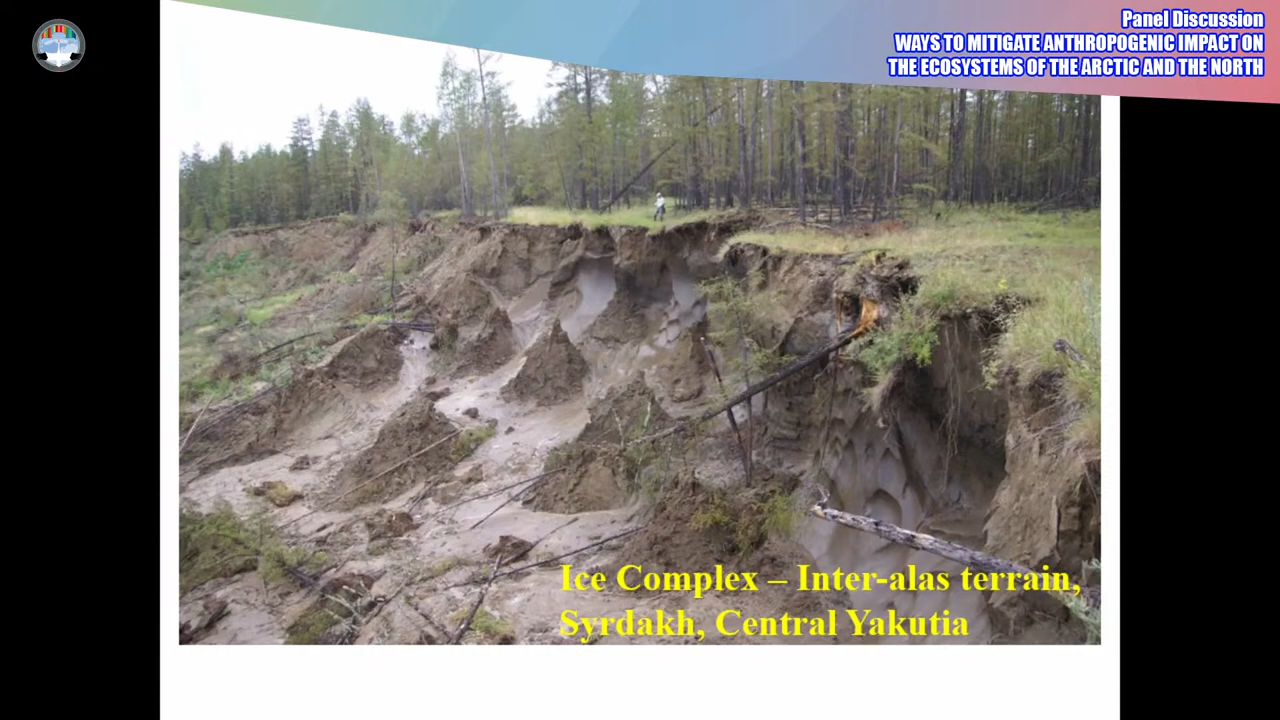 Panel Discussion
WAYS TO MITIGATE ANTHROPOGENIC IMPACT ON
THE ECOSYSTEMS OF THE ARCTIC AND THE NORTH
Ice Complex – Inter-alas terrain,
Syrdakh, Central Yakutia